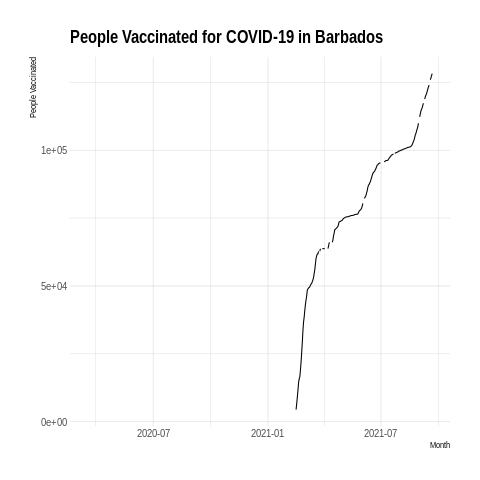 People Vaccinated for COVID-19 in Barbados
People Vaccinated
1e+05
5e+04
0e+00
2020-07 2021-01 2021-07
Month